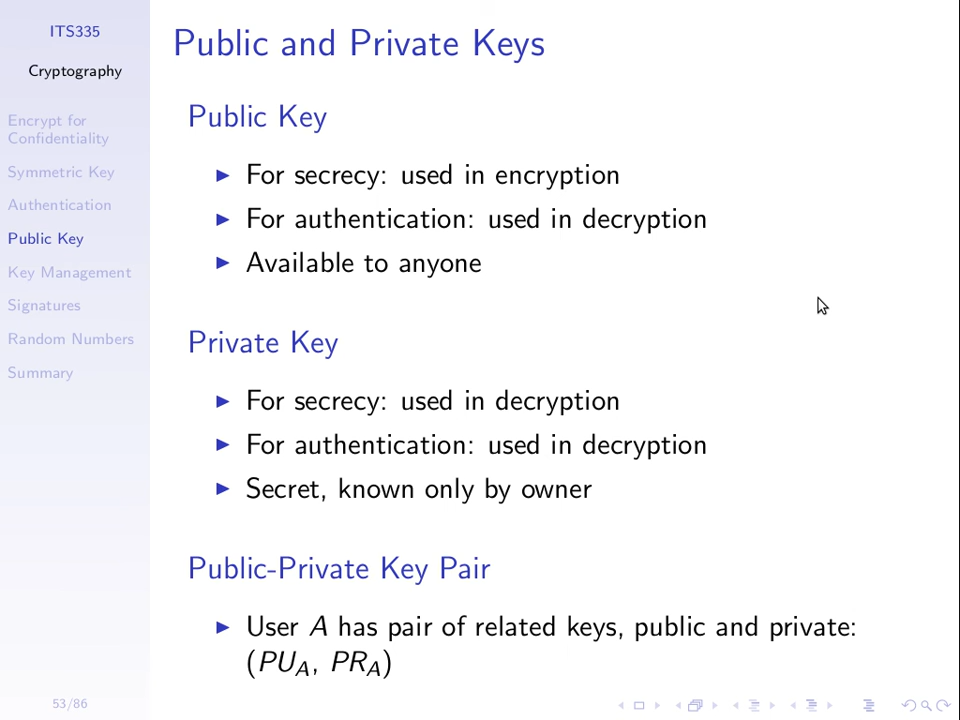 ITS335
Cryptography
Encrypt for
Confidentiality
Symmetric Key
Authentication
Public Key
Key Management
Signatures
Random Numbers
Summary
53/86
Public and Private Keys
Public Key
For secrecy: used in encryption
For authentication: used in decryption
Available to anyone
Private Key
For secrecy: used in decryption
For authentication: used in decryption
Secret, known only by owner
Public-Private Key Pair
User A has pair of related keys, public and private:
(PU_A, PR_A)